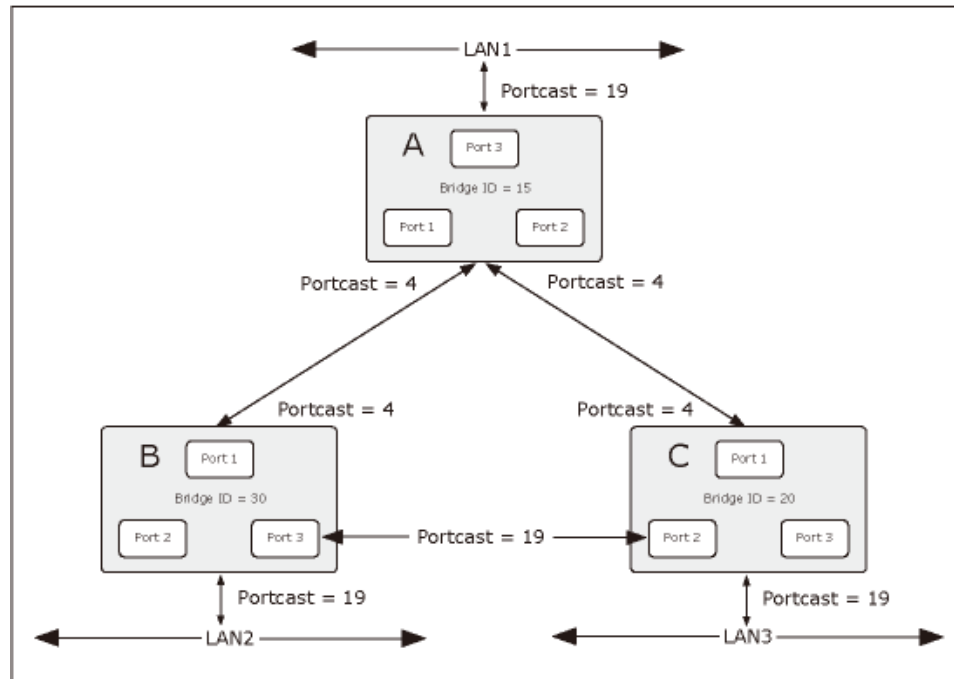 LAN1
Portcast = 19
A
Port 3
Bridge ID = 15
Port 1
Port 2
Portcast = 4
Portcast = 4
Portcast = 4
Portcast = 4
B
Port 1
Bridge ID = 30
Port 2
Port 3
Portcast = 19
C
Port 1
Bridge ID = 20
Port 2
Port 3
Portcast = 19
LAN2
Portcast = 19
LAN3